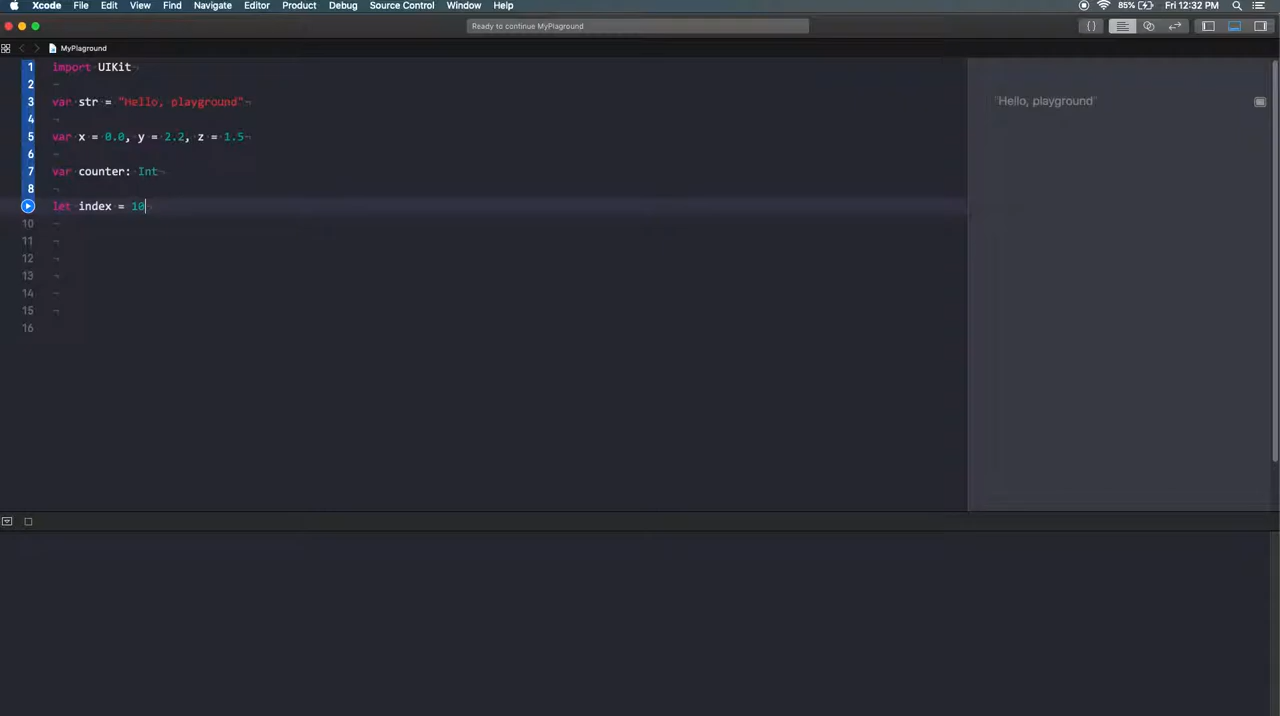 Xcode File Edit View Find Navigate Editor Product Debug Source Control Window Help 85% Fri 12:32 PM
Ready to continue MyPlaground { }
MyPlaground
1 import UIKit ¬
2 ¬
3 var str = "Hello, playground" ¬ "Hello, playground"
4 ¬
5 var x = 0.0, y = 2.2, z = 1.5 ¬
6 ¬
7 var counter: Int ¬
8 ¬
let index = 10 ¬
10 ¬
11 ¬
12 ¬
13 ¬
14 ¬
15 ¬
16